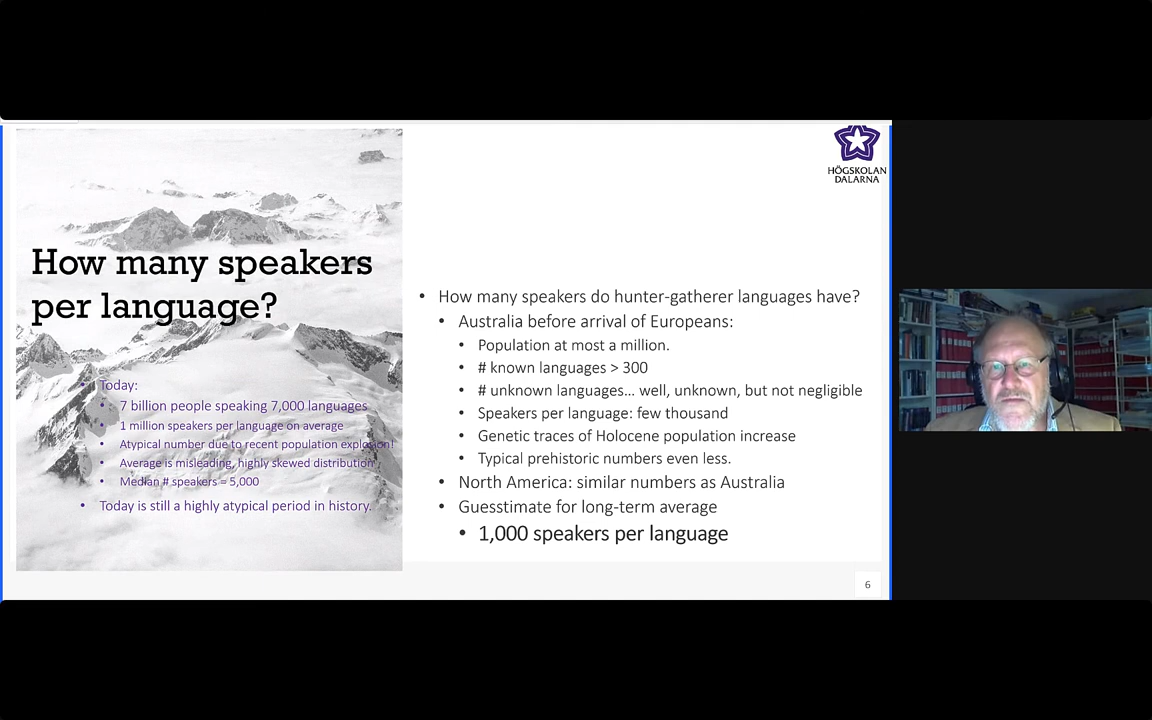 HÖGSKOLAN
DALARNA
How many speakers
per language?
• Today:
• 7 billion people speaking 7,000 languages
• 1 million speakers per language on average
• Atypical number due to recent population explosion!
• Average is misleading, highly skewed distribution
• Median # speakers = 5,000
• Today is still a highly atypical period in history.
• How many speakers do hunter-gatherer languages have?
• Australia before arrival of Europeans:
• Population at most a million.
• # known languages > 300
• # unknown languages... well, unknown, but not negligible
• Speakers per language: few thousand
• Genetic traces of Holocene population increase
• Typical prehistoric numbers even less.
• North America: similar numbers as Australia
• Guesstimate for long-term average
• 1,000 speakers per language
6